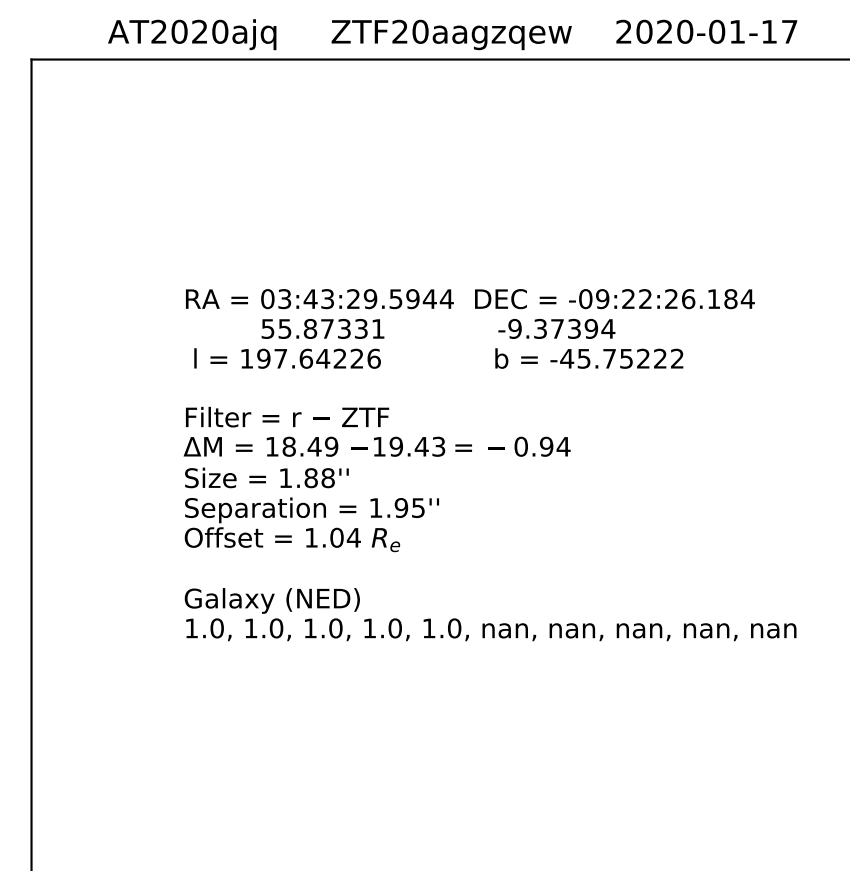 AT2020ajq ZTF20aagzqew 2020-01-17
RA = 03:43:29.5944 DEC = -09:22:26.184
55.87331 -9.37394
l = 197.64226 b = -45.75222
Filter = r − ZTF
ΔM = 18.49 −19.43 = − 0.94
Size = 1.88''
Separation = 1.95''
Offset = 1.04 Rₑ
Galaxy (NED)
1.0, 1.0, 1.0, 1.0, 1.0, nan, nan, nan, nan, nan